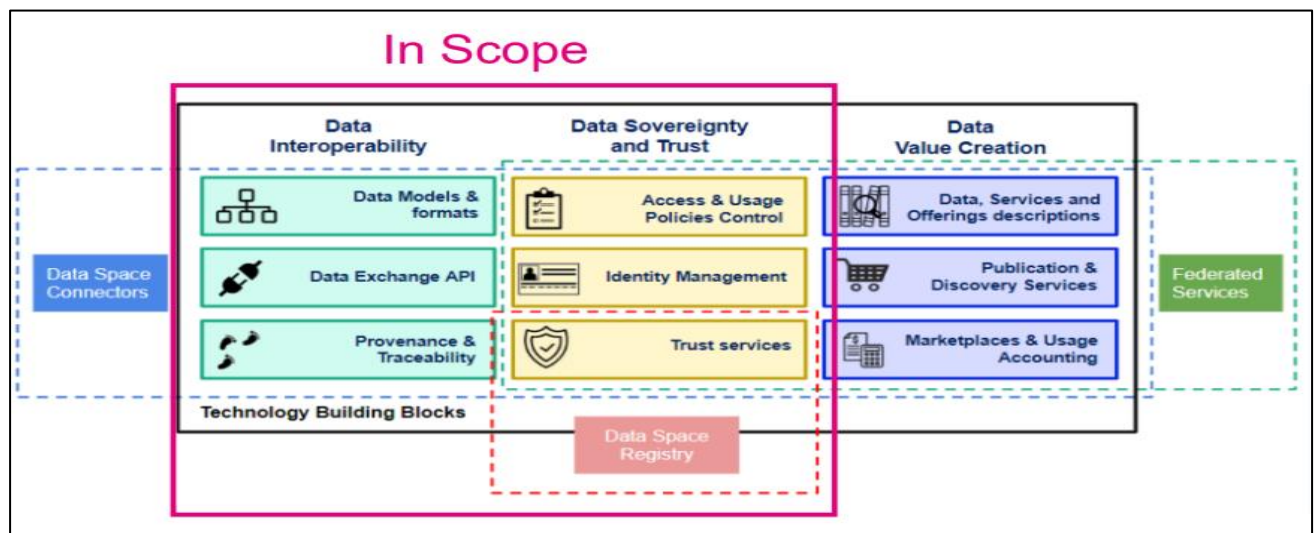 In Scope
Data
Interoperability
Data Sovereignty
and Trust
Data
Value Creation
Data Models &
formats
Access & Usage
Policies Control
Data, Services and
Offerings descriptions
Data Space
Connectors
Data Exchange API
Identity Management
Publication &
Discovery Services
Federated
Services
Provenance &
Traceability
Trust services
Marketplaces & Usage
Accounting
Technology Building Blocks
Data Space
Registry